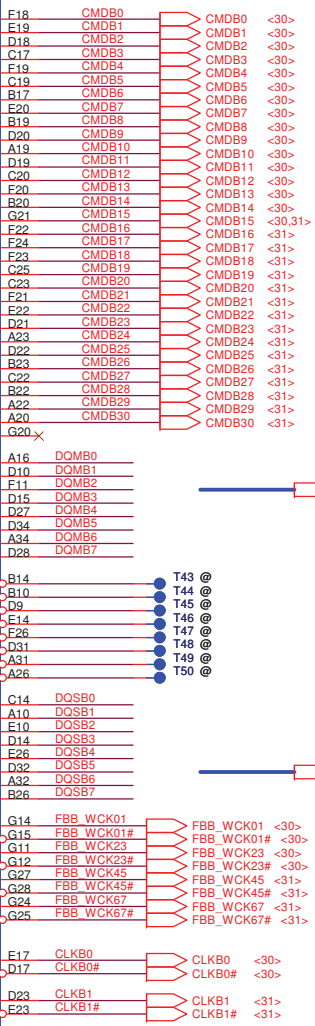 F18 CMDB0 CMDB0 <30>
E19 CMDB1 CMDB1 <30>
D18 CMDB2 CMDB2 <30>
C17 CMDB3 CMDB3 <30>
F19 CMDB4 CMDB4 <30>
C19 CMDB5 CMDB5 <30>
B17 CMDB6 CMDB6 <30>
E20 CMDB7 CMDB7 <30>
B19 CMDB8 CMDB8 <30>
D20 CMDB9 CMDB9 <30>
A19 CMDB10 CMDB10 <30>
D19 CMDB11 CMDB11 <30>
C20 CMDB12 CMDB12 <30>
F20 CMDB13 CMDB13 <30>
B20 CMDB14 CMDB14 <30>
G21 CMDB15 CMDB15 <30,31>
F22 CMDB16 CMDB16 <31>
F24 CMDB17 CMDB17 <31>
F23 CMDB18 CMDB18 <31>
C25 CMDB19 CMDB19 <31>
C23 CMDB20 CMDB20 <31>
F21 CMDB21 CMDB21 <31>
E22 CMDB22 CMDB22 <31>
D21 CMDB23 CMDB23 <31>
A23 CMDB24 CMDB24 <31>
D22 CMDB25 CMDB25 <31>
B23 CMDB26 CMDB26 <31>
C22 CMDB27 CMDB27 <31>
B22 CMDB28 CMDB28 <31>
A22 CMDB29 CMDB29 <31>
A20 CMDB30 CMDB30 <31>
G20
A16 DQMB0
D10 DQMB1
F11 DQMB2
D15 DQMB3
D27 DQMB4
D34 DQMB5
A34 DQMB6
D28 DQMB7
B14 T43 @
B10 T44 @
D9 T45 @
E14 T46 @
F26 T47 @
D31 T48 @
A31 T49 @
A26 T50 @
C14 DQSB0
A10 DQSB1
E10 DQSB2
D14 DQSB3
E26 DQSB4
D32 DQSB5
A32 DQSB6
B26 DQSB7
G14 FBB_WCK01 FBB_WCK01 <30>
G15 FBB_WCK01# FBB_WCK01# <30>
G11 FBB_WCK23 FBB_WCK23 <30>
G12 FBB_WCK23# FBB_WCK23# <30>
G27 FBB_WCK45 FBB_WCK45 <31>
G28 FBB_WCK45# FBB_WCK45# <31>
G24 FBB_WCK67 FBB_WCK67 <31>
G25 FBB_WCK67# FBB_WCK67# <31>
E17 CLKB0 CLKB0 <30>
D17 CLKB0# CLKB0# <30>
D23 CLKB1 CLKB1 <31>
E23 CLKB1# CLKB1# <31>